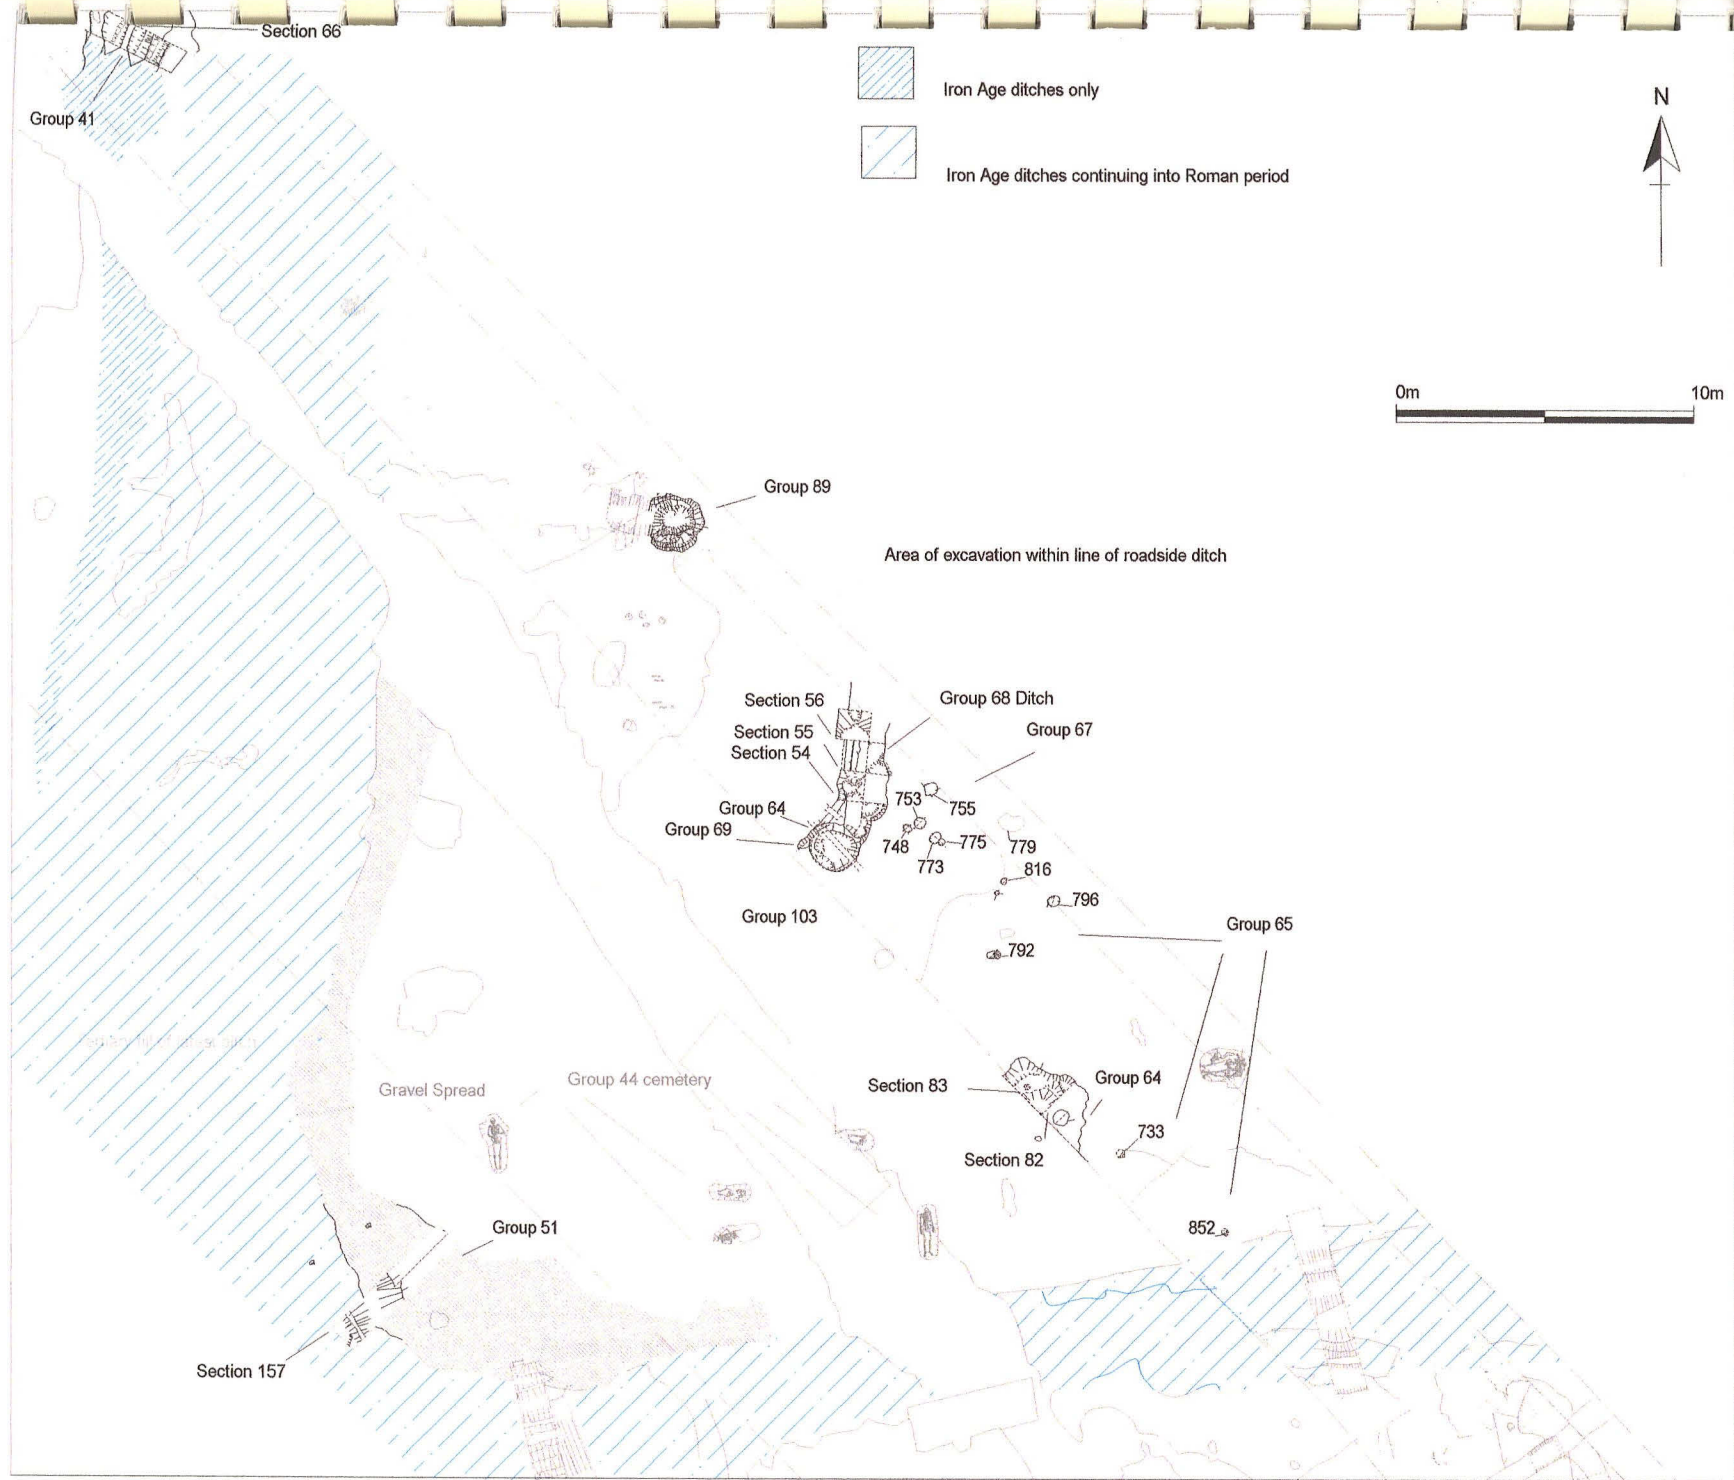 Section 66
Iron Age ditches only
N
Group 41
Iron Age ditches continuing into Roman period
0m
10m
Group 89
Area of excavation within line of roadside ditch
Section 56
Group 68 Ditch
Section 55
Group 67
Section 54
753
755
Group 64
Group 69
748
775
779
773
816
796
Group 103
Group 65
792
Gravel Spread
Group 44 cemetery
Section 83
Group 64
733
Section 82
Group 51
852
Section 157